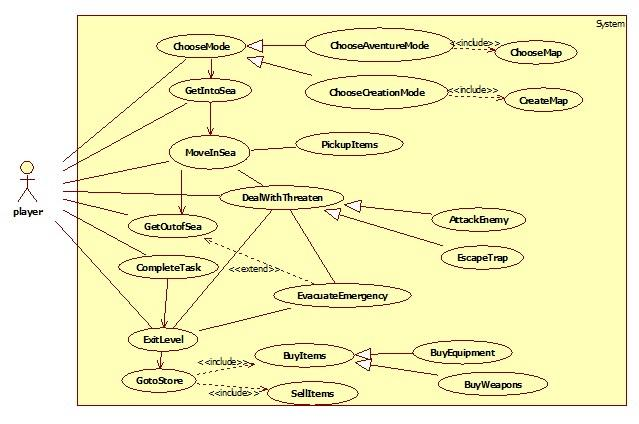 System
ChooseMode
ChooseAventureMode
<<include>>
ChooseMap
GetIntoSea
ChooseCreationMode
<<include>>
CreateMap
MoveInSea
PickupItems
player
DealWithThreaten
GetOutofSea
AttackEnemy
EscapeTrap
CompleteTask
<<extend>>
EvacuateEmergency
ExitLevel
<<include>>
BuyItems
BuyEquipment
GotoStore
<<include>>
SellItems
BuyWeapons